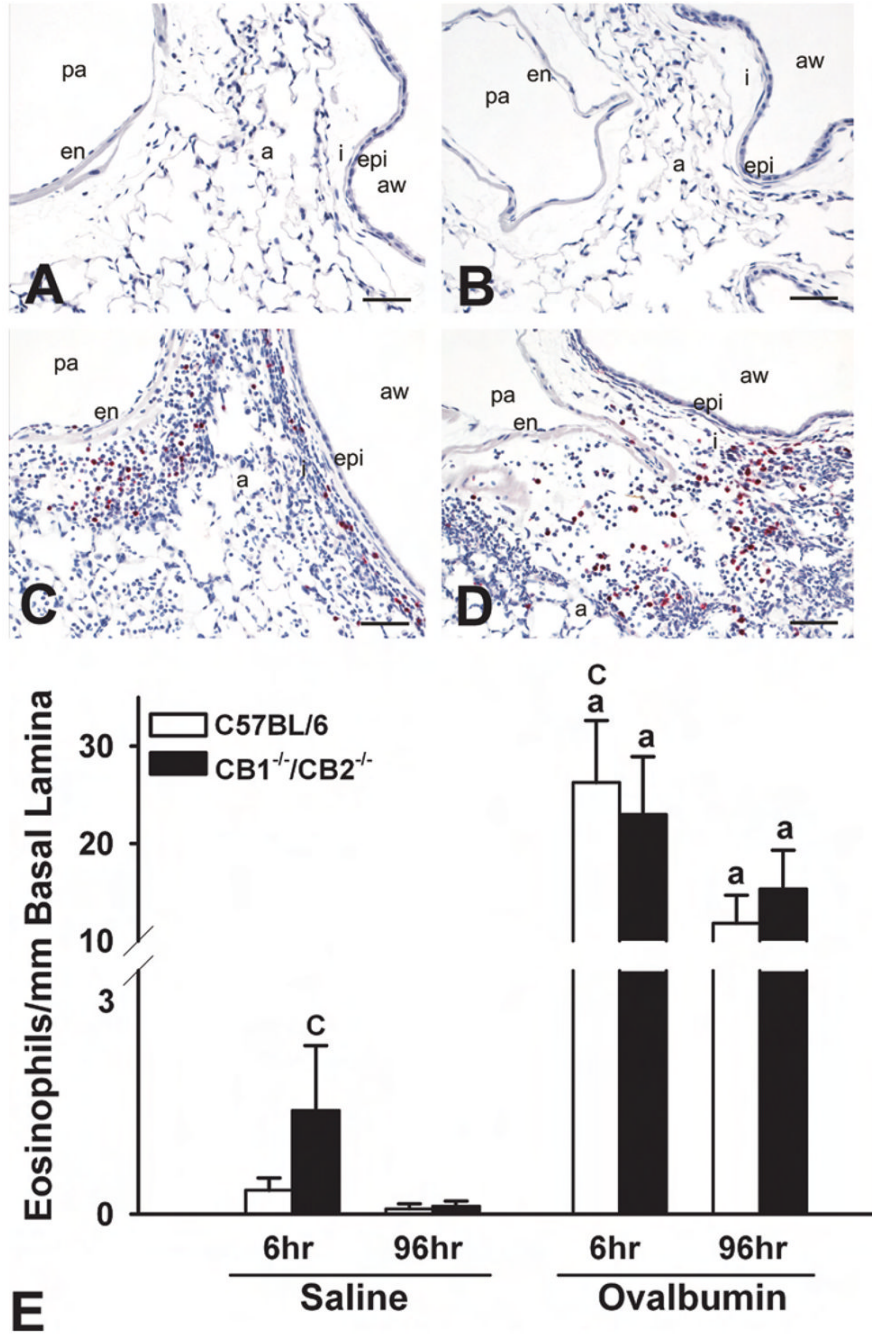 pa
en
a
i
epi
aw
A
en
pa
i
aw
a
epi
B
pa
en
a
i
epi
aw
C
pa
en
aw
epi
i
a
D
Eosinophils/mm Basal Lamina
30
20
10
3
0
C57BL/6
CB1-/-/CB2-/-
C
a
a
a
a
C
6hr 96hr 6hr 96hr
Saline Ovalbumin
E